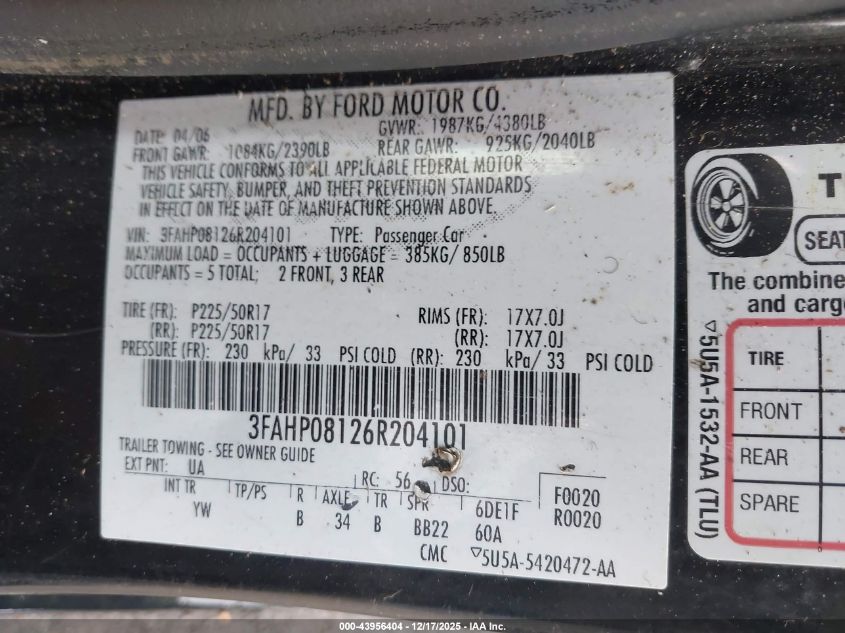 MFD. BY FORD MOTOR CO.
DATE: 04/06
GVWR: 1987KG/4380LB
FRONT GAWR: 1084KG/2390LB
REAR GAWR: 925KG/2040LB
THIS VEHICLE CONFORMS TO ALL APPLICABLE FEDERAL MOTOR
VEHICLE SAFETY, BUMPER, AND THEFT PREVENTION STANDARDS
IN EFFECT ON THE DATE OF MANUFACTURE SHOWN ABOVE.
VIN: 3FAHP08126R204101 TYPE: Passenger Car
MAXIMUM LOAD = OCCUPANTS + LUGGAGE = 385KG/ 850LB
OCCUPANTS = 5 TOTAL: 2 FRONT, 3 REAR
TIRE (FR): P225/50R17 RIMS (FR): 17X7.0J
(RR): P225/50R17 (RR): 17X7.0J
PRESSURE (FR): 230 kPa/ 33 PSI COLD (RR): 230 kPa/ 33 PSI COLD
3FAHP08126R204101
TRAILER TOWING - SEE OWNER GUIDE
EXT PNT: UA RC: 56 DSO:
INT TR TP/PS R AXLE TR SPR 6DE1F F0020
YW B 34 B BB22 60A R0020
CMC ▽5U5A-5420472-AA
T
SEAT
The combine
and carg
TIRE
FRONT
REAR
SPARE
▽5U5A-1532-AA (TLU)
000-43956404 | 12/17/2025 | IAA Inc.